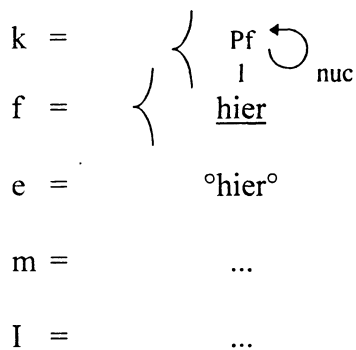 k = Pf
nuc
f = hier
e = °hier°
m = ...
I = ...